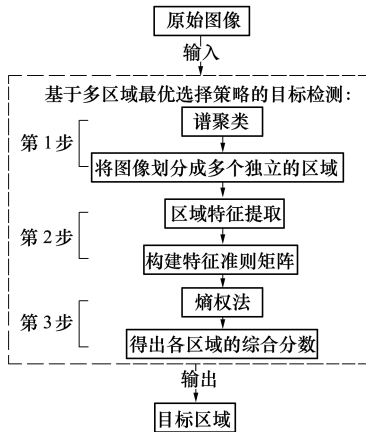 原始图像
输入
基于多区域最优选择策略的目标检测:
谱聚类
第1步
将图像划分成多个独立的区域
区域特征提取
第2步
构建特征准则矩阵
熵权法
第3步
得出各区域的综合分数
输出
目标区域